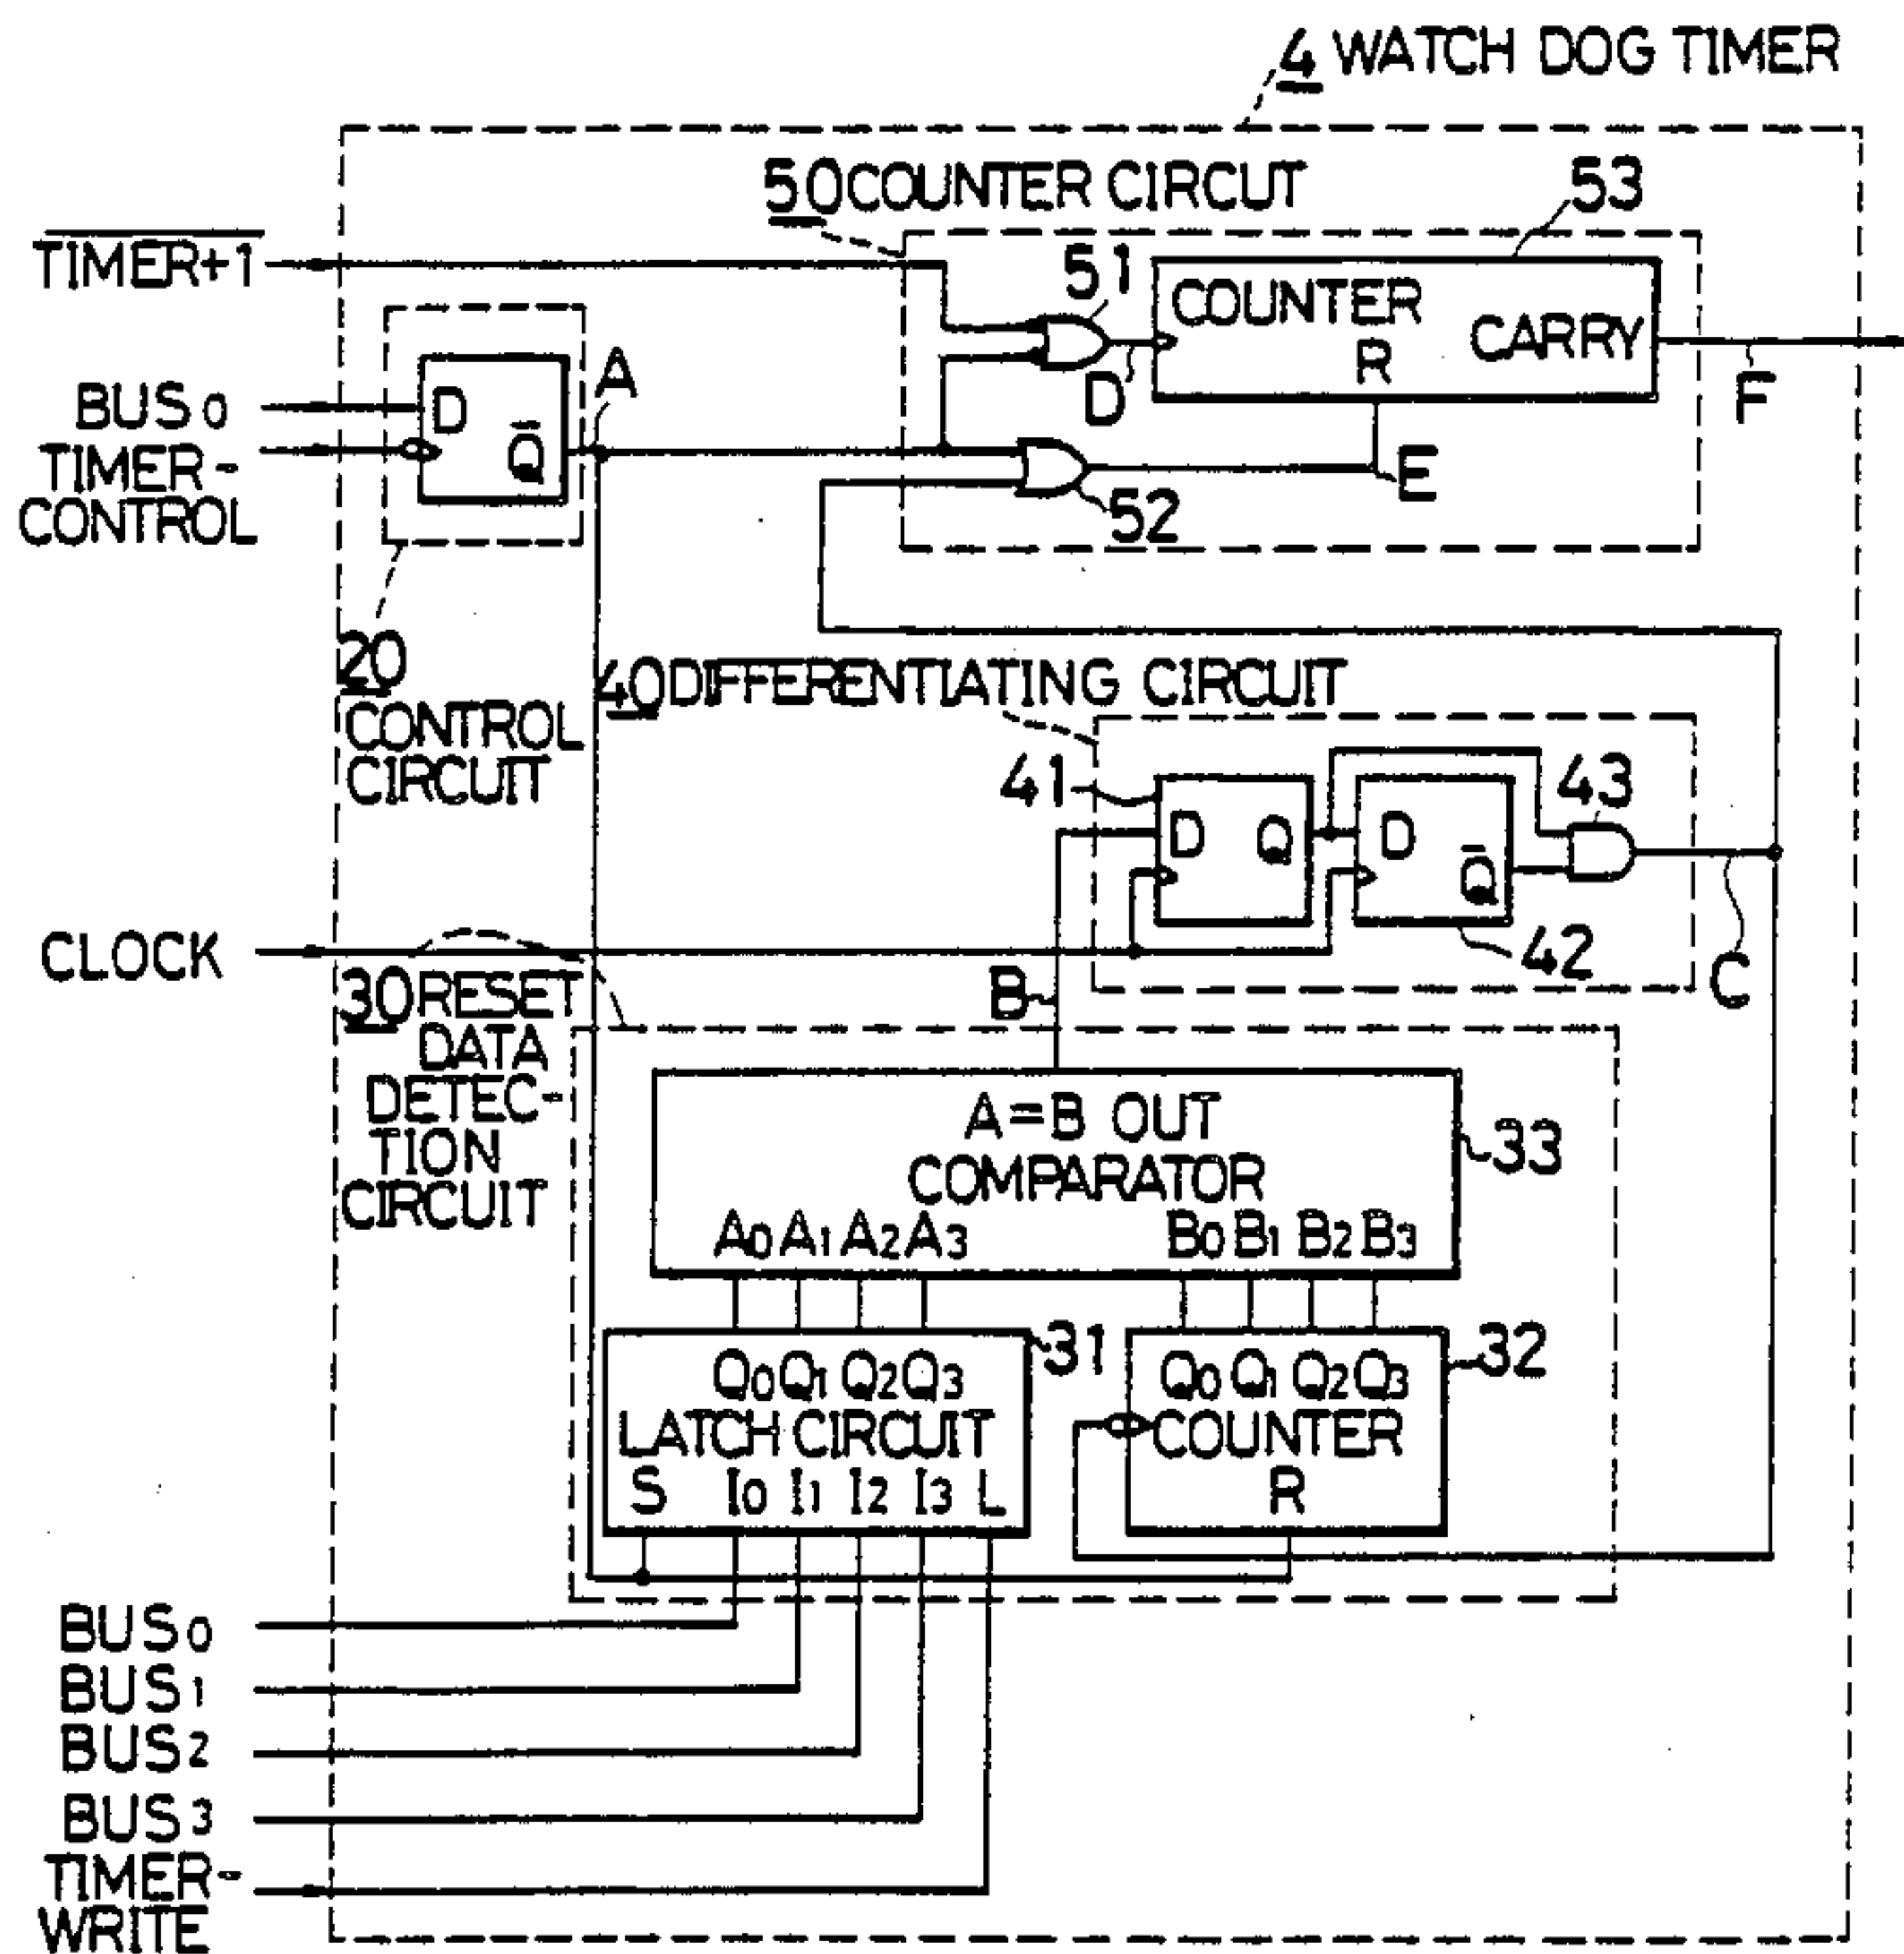 4 WATCH DOG TIMER
50 COUNTER CIRCUT
53
TIMER+1
51
COUNTER
CARRY
R
A
D
F
BUS0
D
Q̅
TIMER-
CONTROL
E
52
20
CONTROL
CIRCUIT
40 DIFFERENTIATING CIRCUIT
41
43
D Q
D Q̅
42
CLOCK
C
B
30 RESET
DATA
DETEC-
TION
CIRCUIT
A=B OUT
COMPARATOR
33
A0 A1 A2 A3
B0 B1 B2 B3
31
32
Q0 Q1 Q2 Q3
LATCH CIRCUIT
S I0 I1 I2 I3 L
Q0 Q1 Q2 Q3
COUNTER
R
BUS0
BUS1
BUS2
BUS3
TIMER-
WRITE